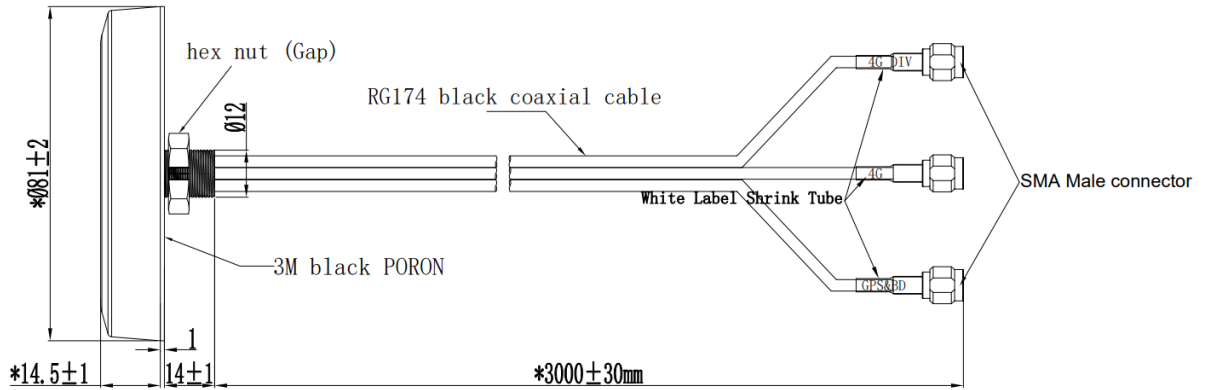 hex nut (Gap)
4G DIV
RG174 black coaxial cable
Ø12
*Ø81±2
4G
SMA Male connector
White Label Shrink Tube
3M black PORON
GPS&BD
1
*14.5±1
14±1
*3000±30mm